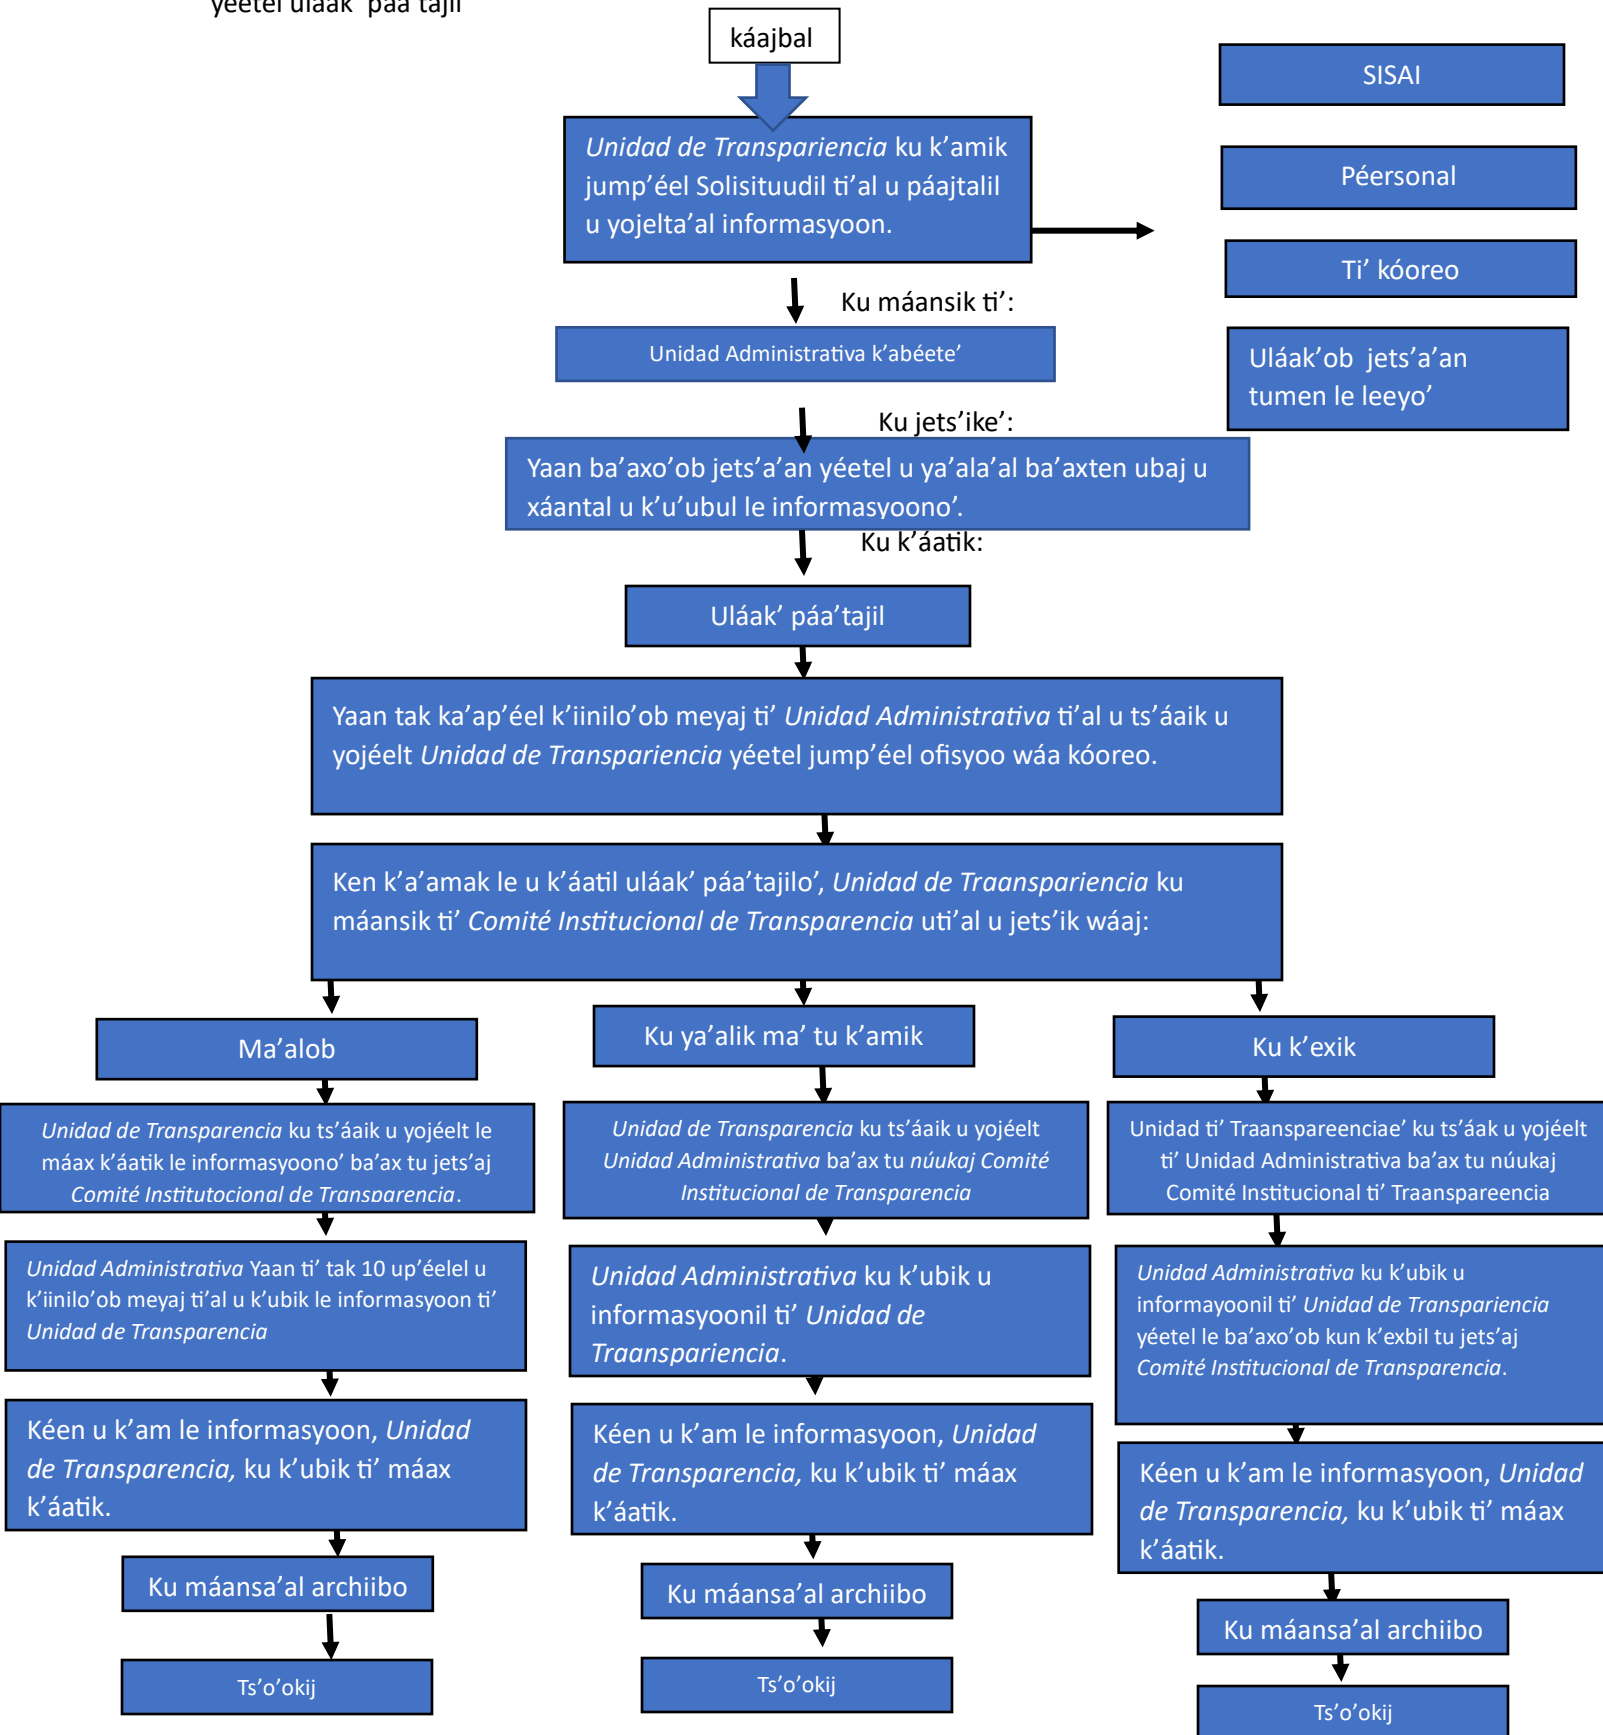 yéetel uláak' páa'tajil
káajbal
SISAI
Unidad de Transpariencia ku k’amik
jump’éel Solisituudil ti’al u páajtalil
u yojelta’al informasyoon.
Péersonal
Ti’ kóoreo
Uláak’ob jets’a’an
tumen le leeyo’
Ku máansik ti’:
Unidad Administrativa k’abéete’
Ku jets’ike’:
Yaan ba’axo’ob jets’a’an yéetel u ya’ala’al ba’axten ubaj u
xáantal u k’u’ubul le informasyoono’.
Ku k’áatik:
Uláak’ páa’tajil
Yaan tak ka’ap’éel k’iinilo’ob meyaj ti’ Unidad Administrativa ti’al u ts’áaik u
yojéelt Unidad de Transpariencia yéetel jump’éel ofisyoo wáa kóoreo.
Ken k’a’amak le u k’áatil uláak’ páa’tajilo’, Unidad de Traanspariencia ku
máansik ti’ Comité Institucional de Transparencia uti’al u jets’ik wáaj:
Ma’alob
Unidad de Transparencia ku ts’áaik u yojéelt le
máax k’áatik le informasyoono’ ba’ax tu jets’aj
Comité Institutocional de Transparencia.
Unidad Administrativa Yaan ti’ tak 10 up’éelel u
k’iinilo’ob meyaj ti’al u k’ubik le informasyoon ti’
Unidad de Transparencia
Kéen u k’am le informasyoon, Unidad
de Transparencia, ku k’ubik ti’ máax
k’áatik.
Ku máansa’al archiibo
Ts’o’okij
Ku ya’alik ma’ tu k’amik
Unidad de Transparencia ku ts’áaik u yojéelt
Unidad Administrativa ba’ax tu núukaj Comité
Institucional de Transparencia
Unidad Administrativa ku k’ubik u
informasyoonil ti’ Unidad de
Traanspariencia.
Kéen u k’am le informasyoon, Unidad
de Transparencia, ku k’ubik ti’ máax
k’áatik.
Ku máansa’al archiibo
Ts’o’okij
Ku k’exik
Unidad ti’ Traanspareenciae’ ku ts’áak u yojéelt
ti’ Unidad Administrativa ba’ax tu núukaj
Comité Institucional ti’ Traanspareencia
Unidad Administrativa ku k’ubik u
informayoonil ti’ Unidad de Transpariencia
yéetel le ba’axo’ob kun k’exbil tu jets’aj
Comité Institucional de Transparencia.
Kéen u k’am le informasyoon, Unidad
de Transparencia, ku k’ubik ti’ máax
k’áatik.
Ku máansa’al archiibo
Ts’o’okij